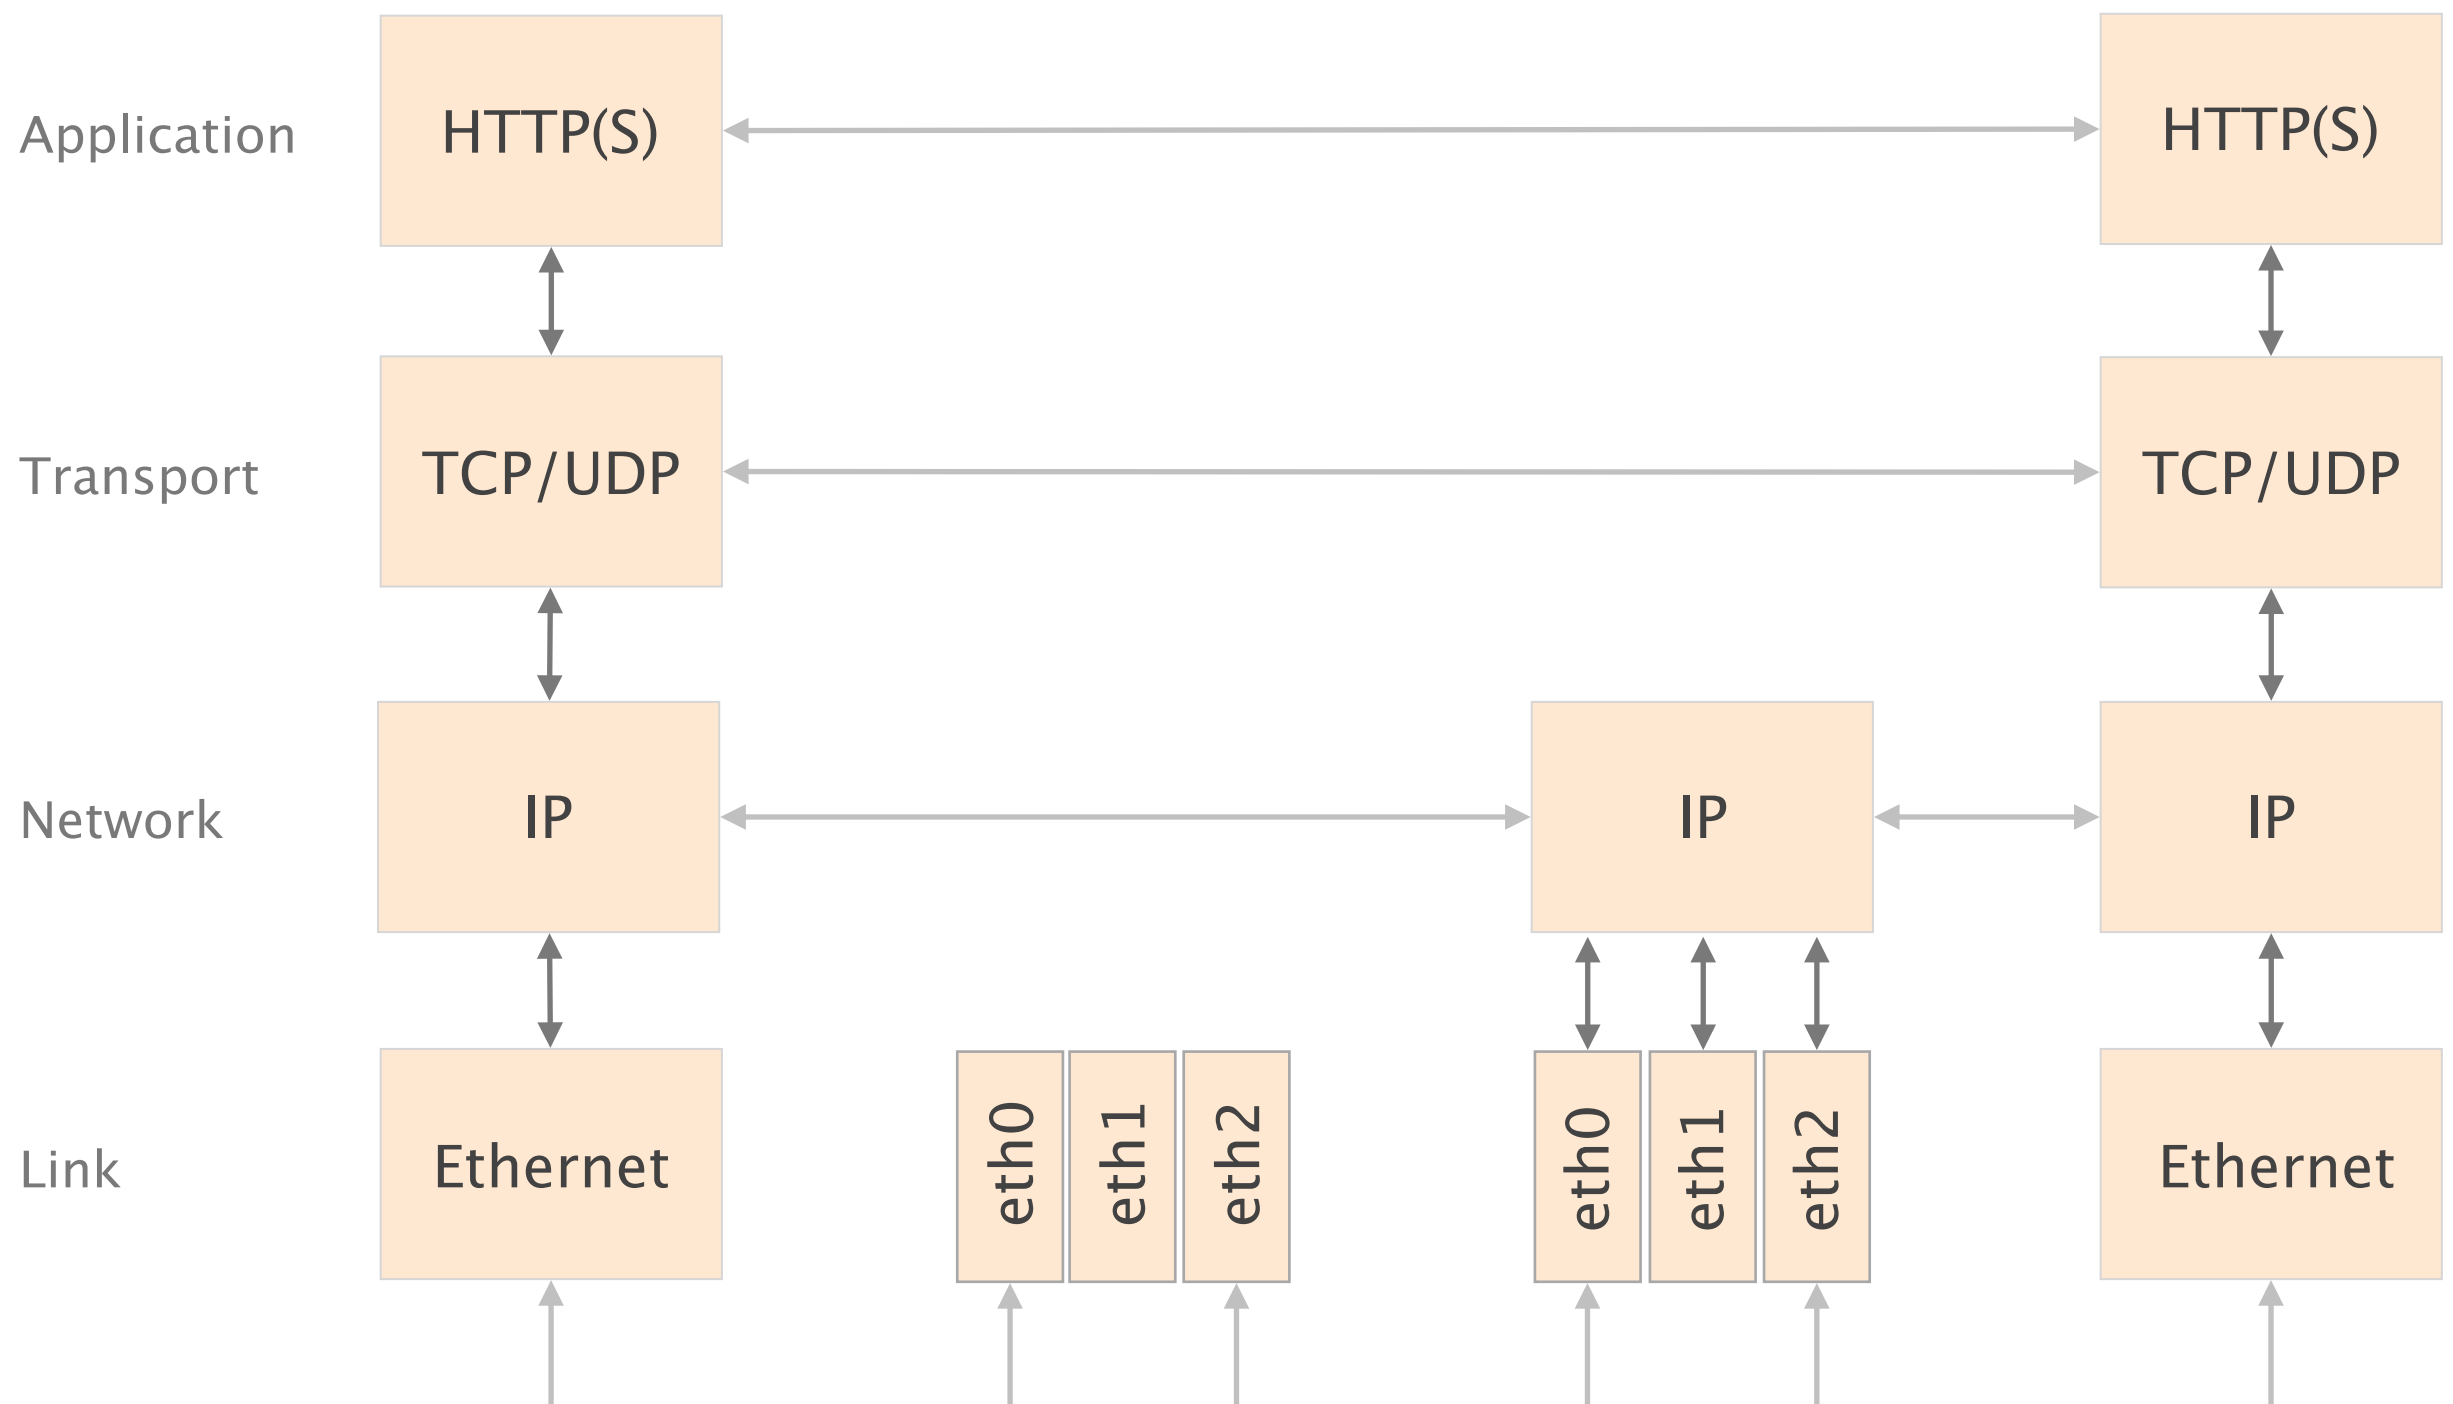 Application
HTTP(S)
HTTP(S)
Transport
TCP/UDP
TCP/UDP
Network
IP
IP
IP
Link
Ethernet
eth0
eth1
eth2
eth0
eth1
eth2
Ethernet